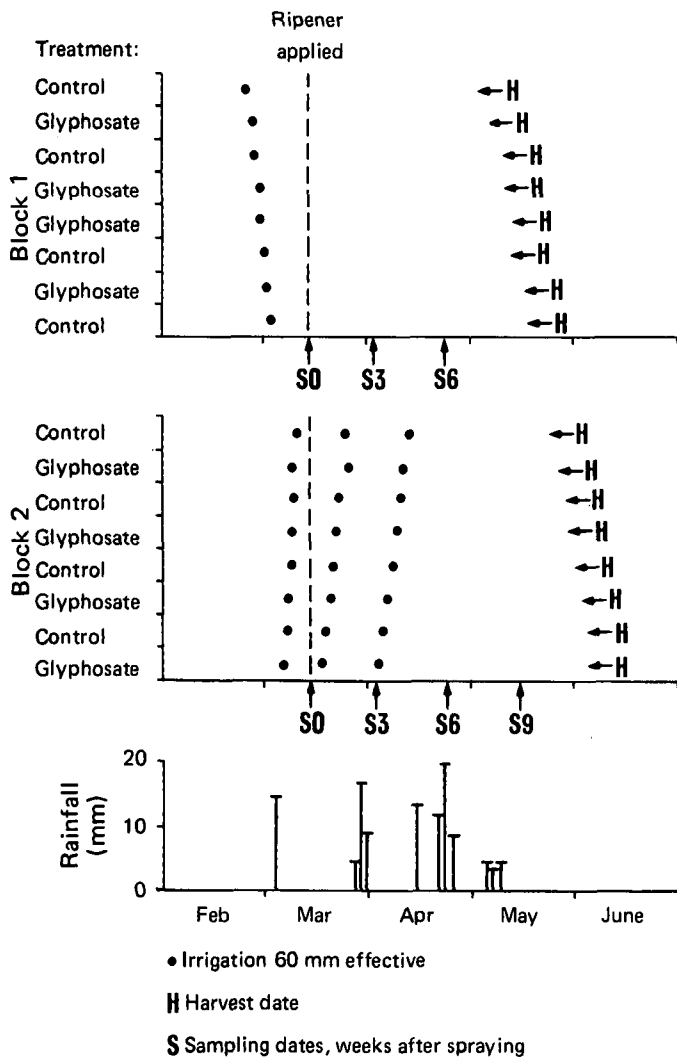 Ripener
Treatment: applied
Control
Glyphosate
Control
Glyphosate
Glyphosate
Control
Glyphosate
Control
Block 1
H
H
H
H
H
H
H
H
S0 S3 S6
Control
Glyphosate
Control
Glyphosate
Control
Glyphosate
Control
Glyphosate
Block 2
H
H
H
H
H
H
H
H
S0 S3 S6 S9
Rainfall
(mm)
20
10
0
Feb Mar Apr May June
• Irrigation 60 mm effective
H Harvest date
S Sampling dates, weeks after spraying